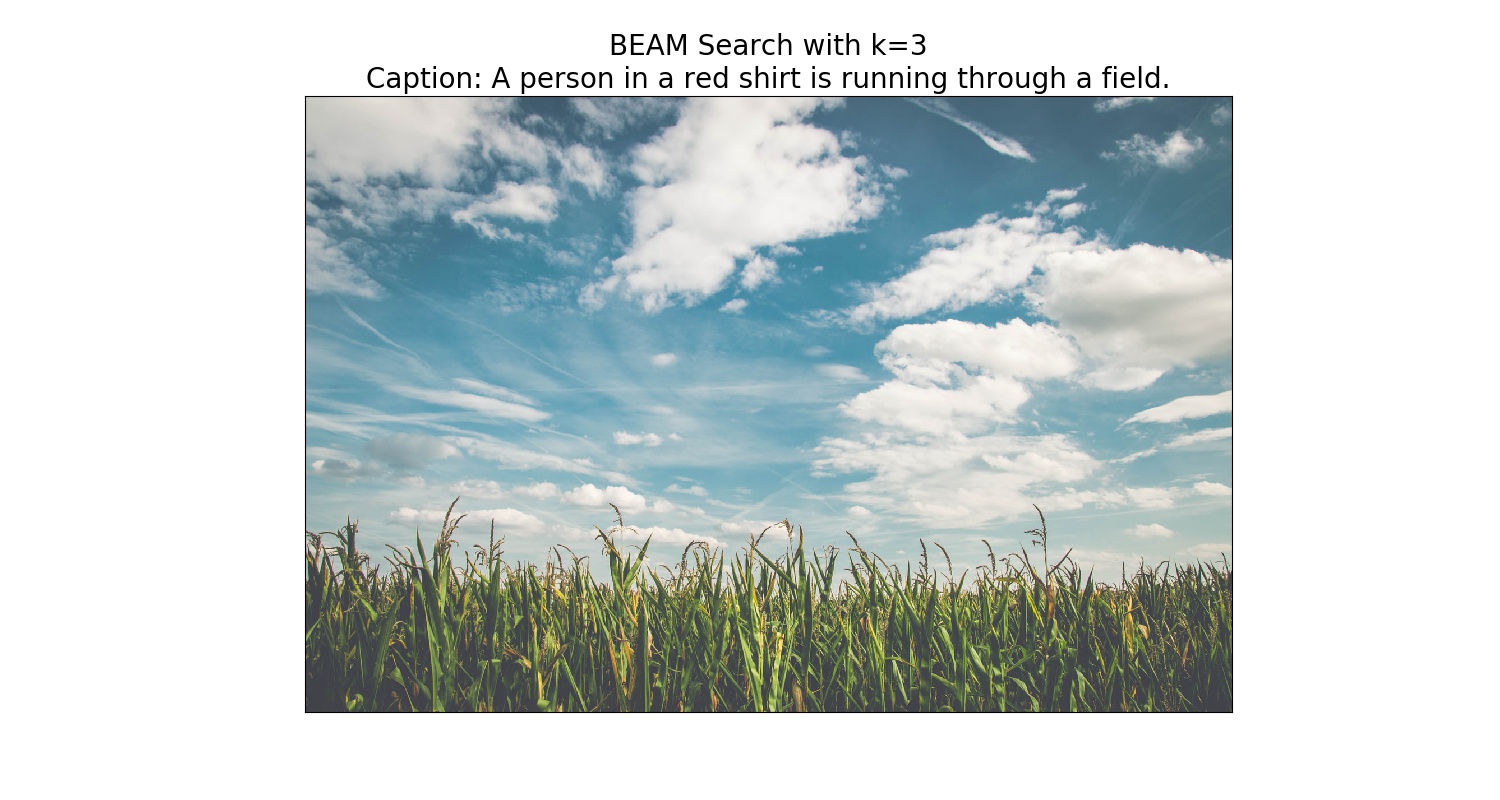 BEAM Search with k=3
Caption: A person in a red shirt is running through a field.